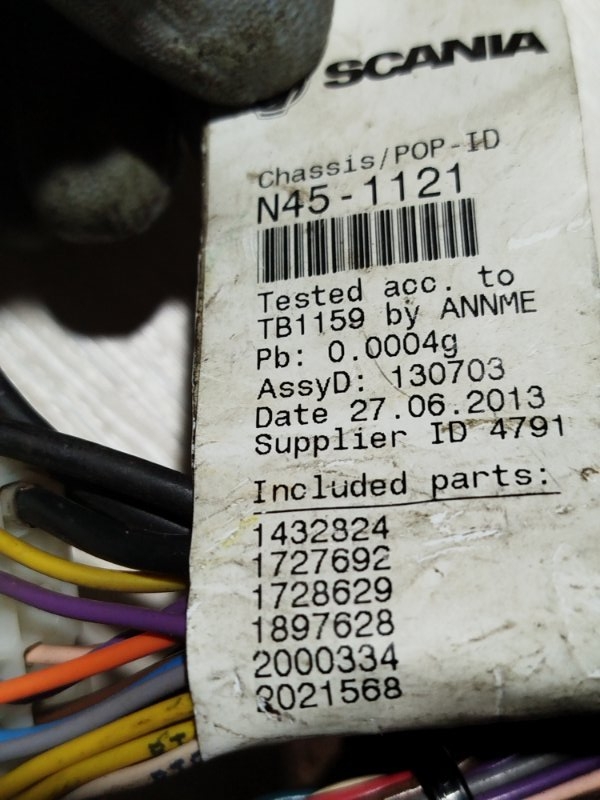 SCANIA
Chassis/POP-ID
N45-1121
Tested acc. to
TB1159 by ANNME
Pb: 0.0004g
AssyD: 130703
Date 27.06.2013
Supplier ID 4791
Included parts:
1432824
1727692
1728629
1897628
2000334
2021568